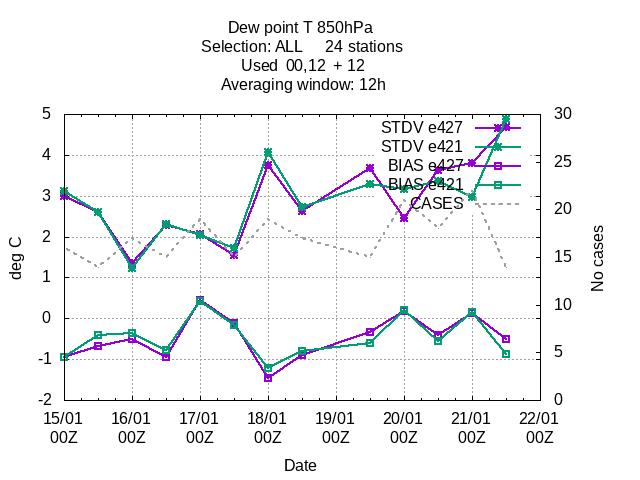 Dew point T 850hPa
Selection: ALL 24 stations
Used 00,12 + 12
Averaging window: 12h
5 30
STDV e427
4 25
STDV e421
BIAS e427
3 BIAS e421 20
CASES
2 15
deg C No cases
1
0 10
-1 5
-2 0
15/01 16/01 17/01 18/01 19/01 20/01 21/01 22/01
00Z 00Z 00Z 00Z 00Z 00Z 00Z 00Z
Date